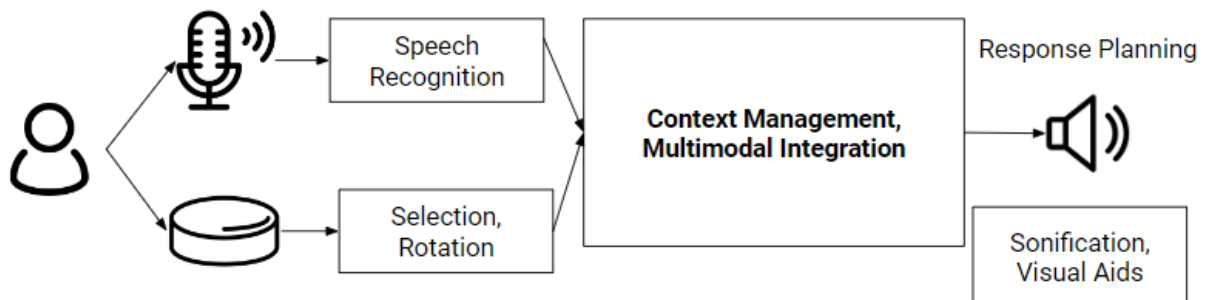 Speech
Recognition
Selection,
Rotation
Context Management,
Multimodal Integration
Response Planning
Sonification,
Visual Aids